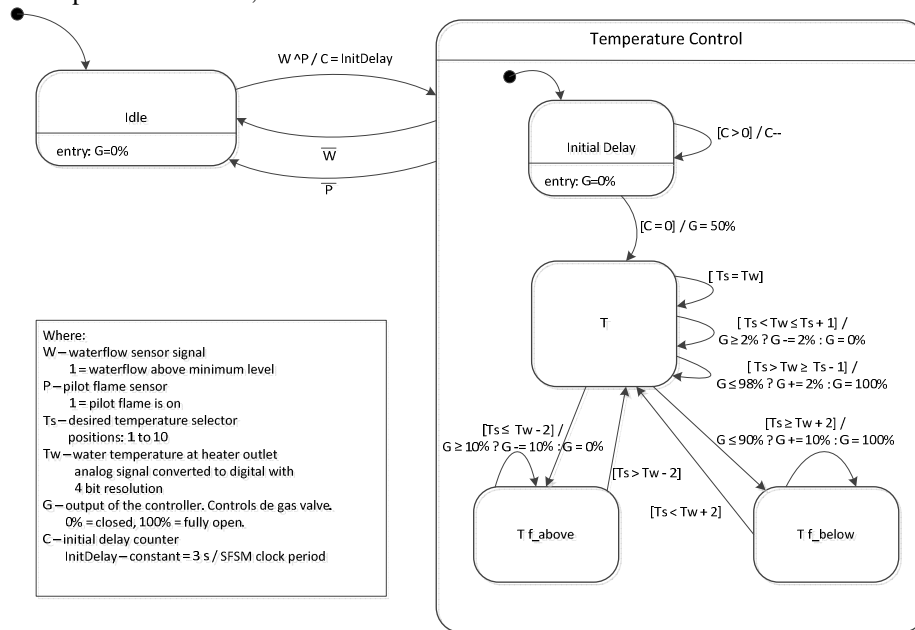 Temperature Control
W ^P / C = InitDelay
Idle
entry: G=0%
W
P
Initial Delay
entry: G=0%
[C > 0] / C--
[C = 0] / G = 50%
T
[ Ts = Tw]
[ Ts < Tw ≤ Ts + 1] /
G ≥ 2% ? G -= 2% : G = 0%
[ Ts > Tw ≥ Ts - 1] /
G ≤ 98% ? G += 2% : G = 100%
[Ts ≤ Tw - 2] /
G ≥ 10% ? G -= 10% : G = 0%
[Ts ≥ Tw + 2] /
G ≤ 90% ? G += 10% : G = 100%
[Ts > Tw - 2]
[Ts < Tw + 2]
T f_above
T f_below
Where:
W – waterflow sensor signal
1 = waterflow above minimum level
P – pilot flame sensor
1 = pilot flame is on
Ts – desired temperature selector
positions: 1 to 10
Tw – water temperature at heater outlet
analog signal converted to digital with
4 bit resolution
G – output of the controller. Controls de gas valve.
0% = closed, 100% = fully open.
C – initial delay counter
InitDelay – constant = 3 s / SFSM clock period